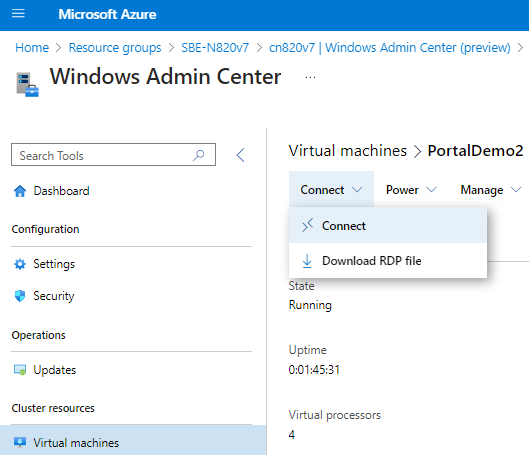 Microsoft Azure
Home > Resource groups > SBE-N820v7 > cn820v7 | Windows Admin Center (preview) >
Windows Admin Center ...
Search Tools
Dashboard
Configuration
Settings
Security
Operations
Updates
Cluster resources
Virtual machines
Virtual machines > PortalDemo2
Connect Power Manage
Connect
Download RDP file
State
Running
Uptime
0:01:45:31
Virtual processors
4